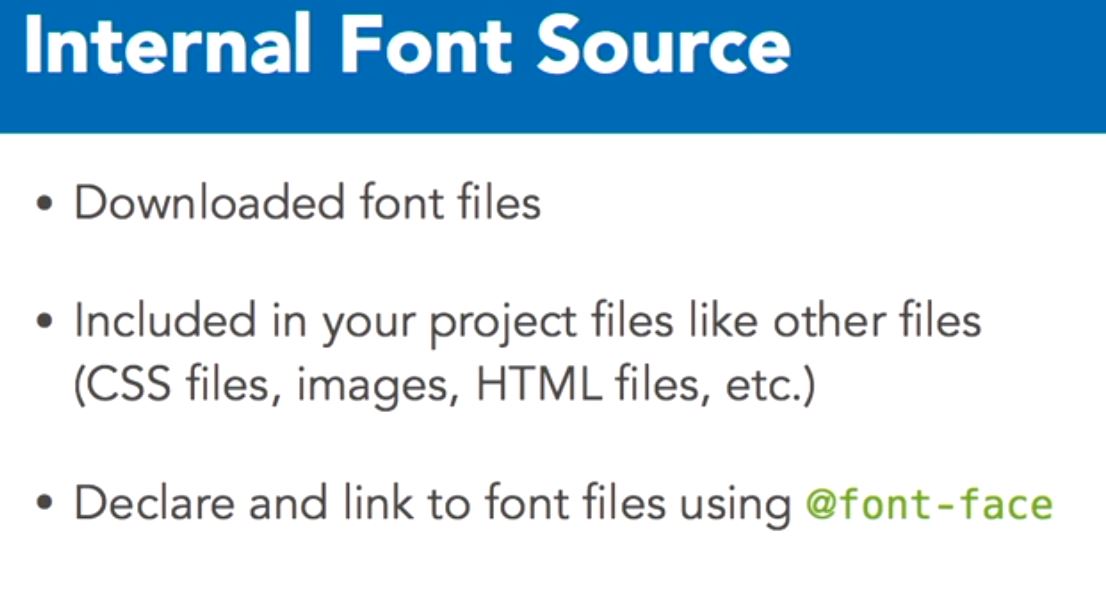 Internal Font Source
• Downloaded font files
• Included in your project files like other files
(CSS files, images, HTML files, etc.)
• Declare and link to font files using @font-face